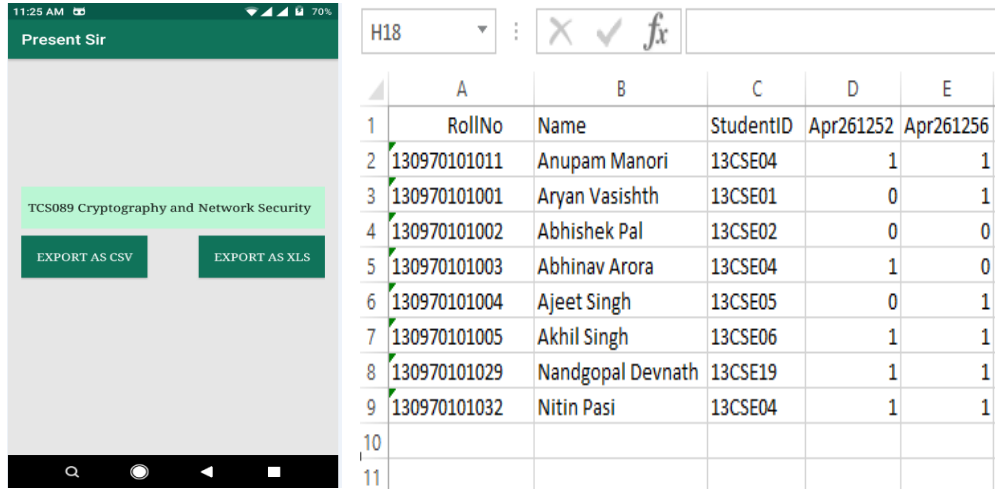 11:25 AM 70%
Present Sir
TCS089 Cryptography and Network Security
EXPORT AS CSV EXPORT AS XLS
H18 fx
A B C D E
1 RollNo Name StudentID Apr261252 Apr261256
2 130970101011 Anupam Manori 13CSE04 1 1
3 130970101001 Aryan Vasishth 13CSE01 0 1
4 130970101002 Abhishek Pal 13CSE02 0 0
5 130970101003 Abhinav Arora 13CSE04 1 0
6 130970101004 Ajeet Singh 13CSE05 0 1
7 130970101005 Akhil Singh 13CSE06 1 1
8 130970101029 Nandgopal Devnath 13CSE19 1 1
9 130970101032 Nitin Pasi 13CSE04 1 1
10
11